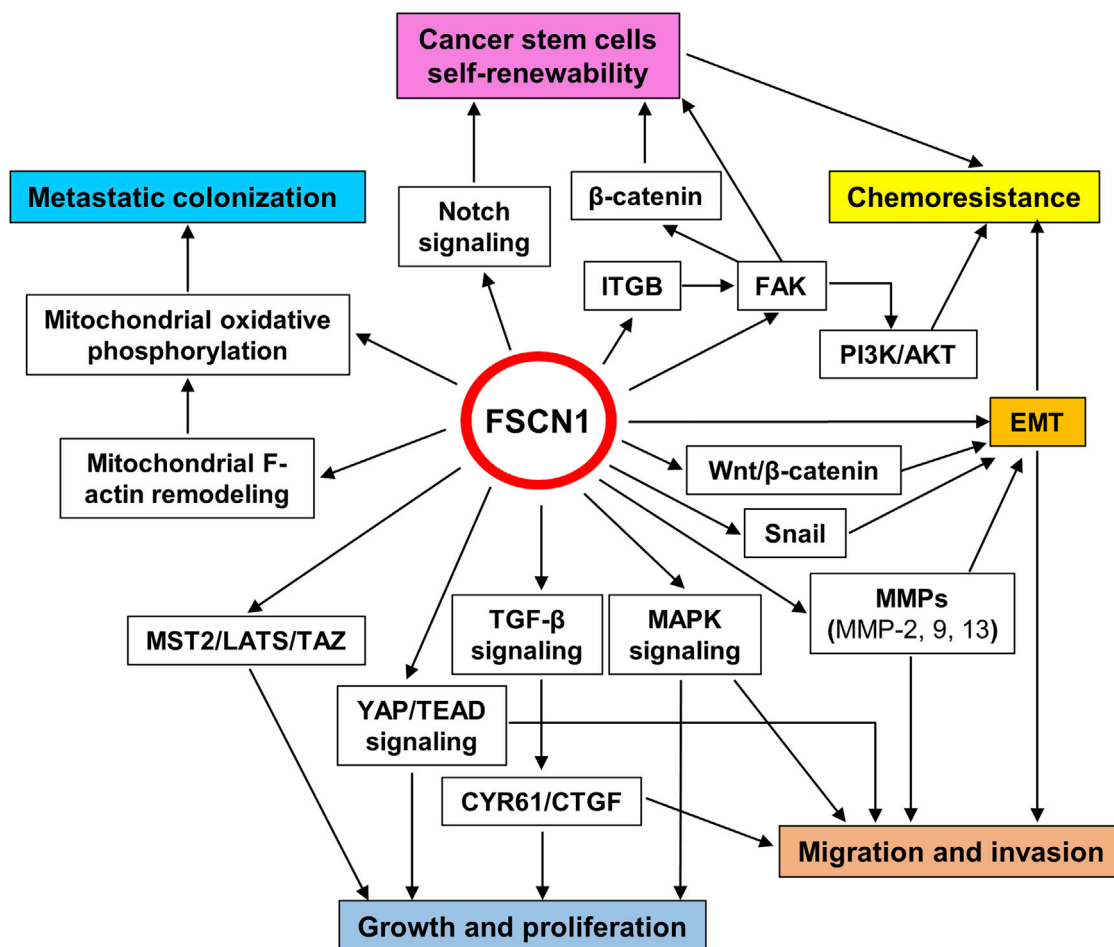 Cancer stem cells
self-renewability
Metastatic colonization
Notch
signaling
β-catenin
Chemoresistance
ITGB
FAK
Mitochondrial oxidative
phosphorylation
PI3K/AKT
FSCN1
EMT
Mitochondrial F-
actin remodeling
Wnt/β-catenin
Snail
MMPs
(MMP-2, 9, 13)
MST2/LATS/TAZ
TGF-β
signaling
MAPK
signaling
YAP/TEAD
signaling
CYR61/CTGF
Migration and invasion
Growth and proliferation